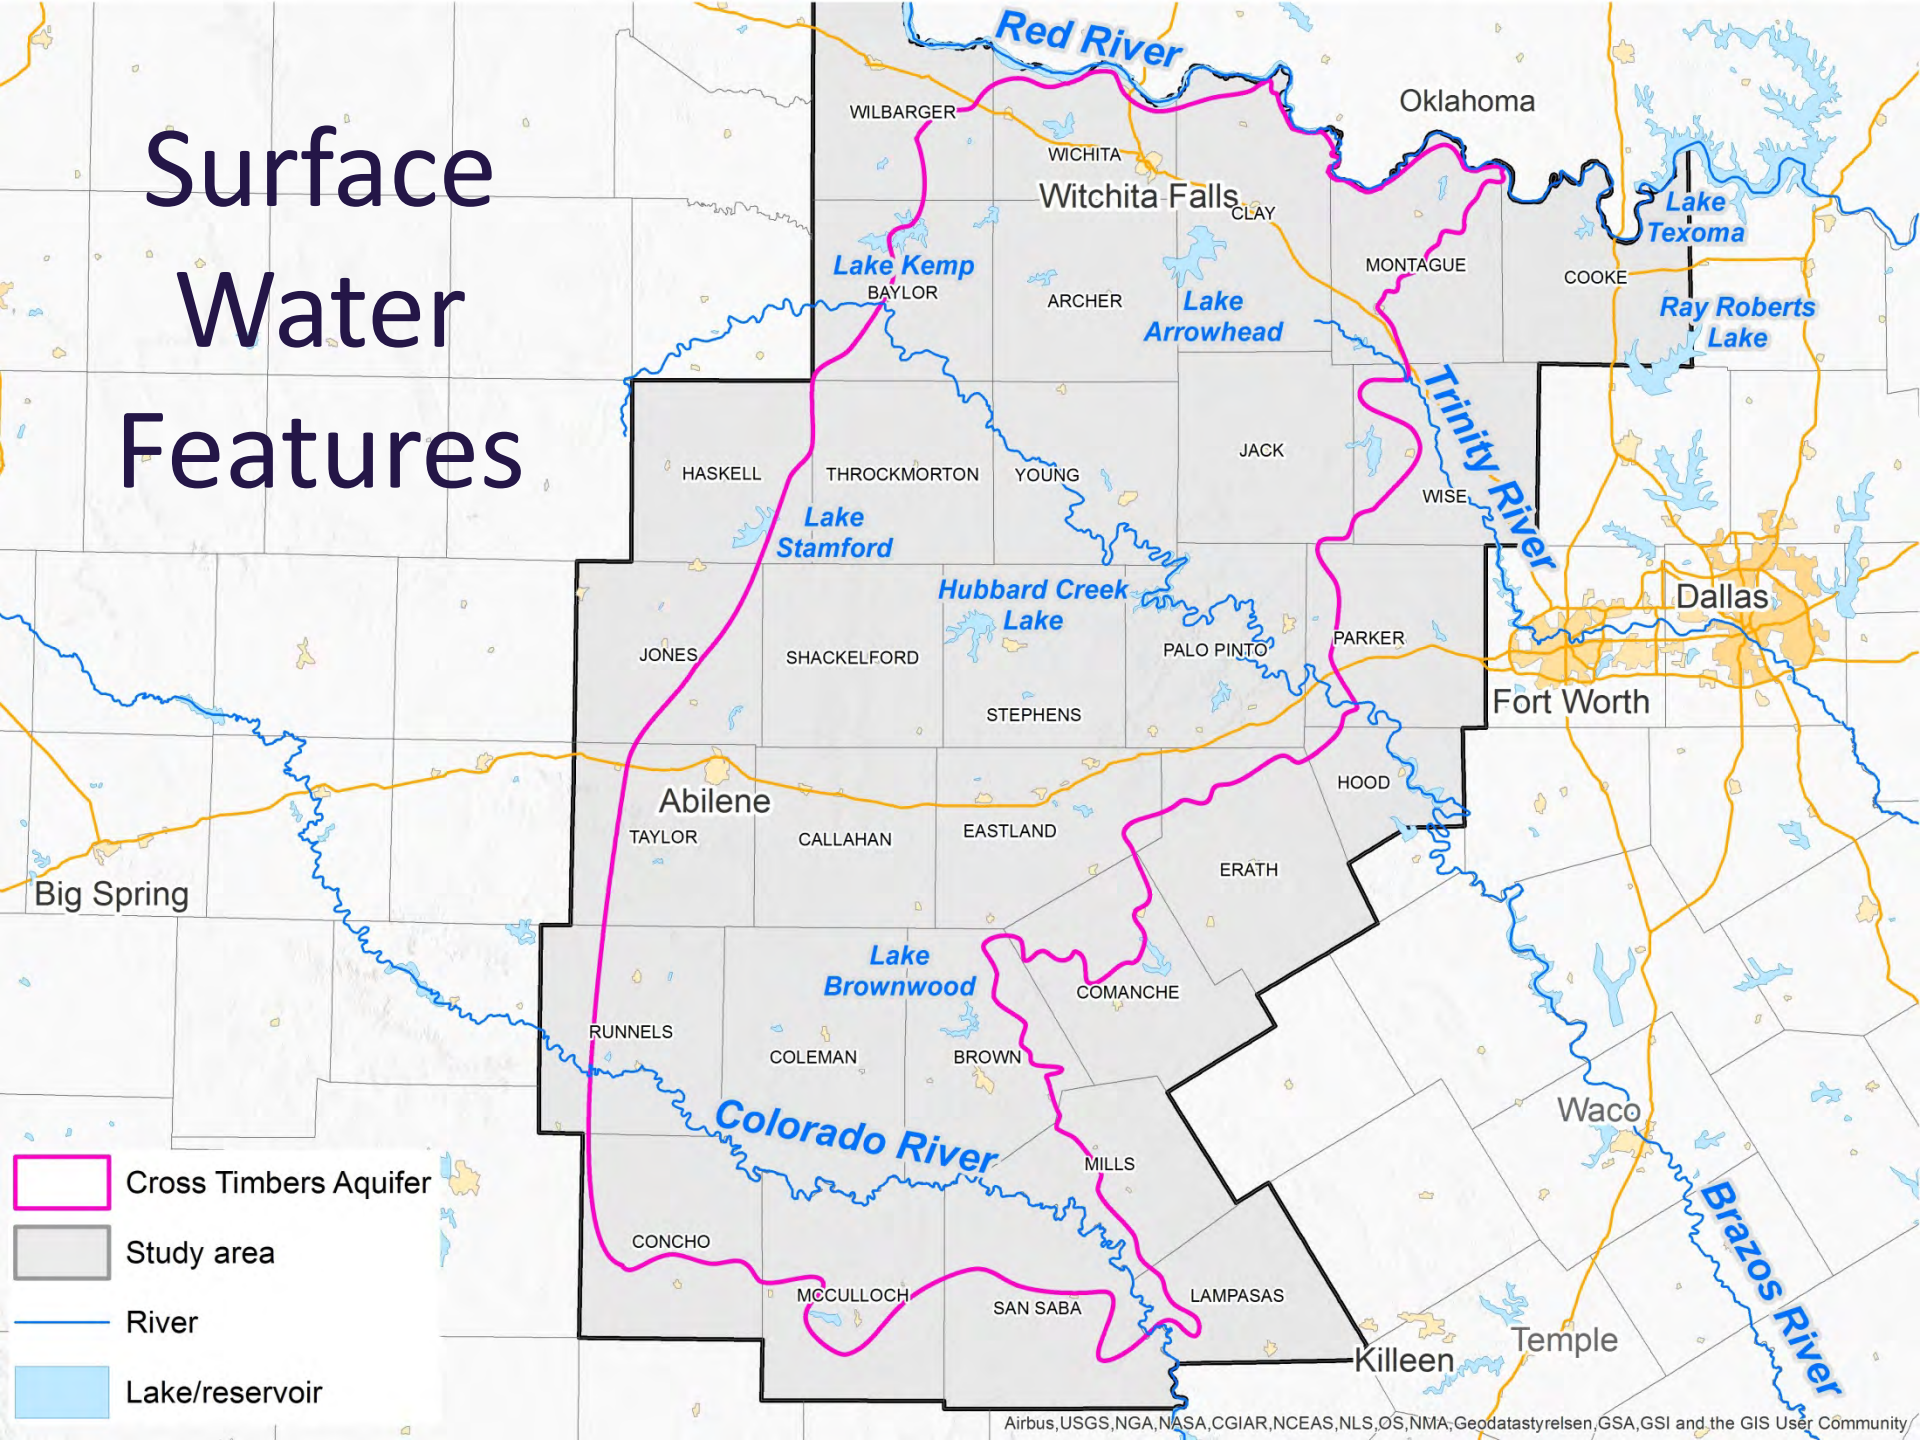 Surface
Water
Features
Red River
Oklahoma
WILBARGER
WICHITA
Witchita Falls
CLAY
Lake
Texoma
Lake Kemp
BAYLOR
ARCHER
MONTAGUE
COOKE
Lake
Arrowhead
Ray Roberts
Lake
Trinity River
HASKELL
THROCKMORTON
YOUNG
JACK
WISE
Lake
Stamford
Hubbard Creek
Lake
Dallas
JONES
SHACKELFORD
STEPHENS
PALO PINTO
PARKER
Fort Worth
Abilene
HOOD
TAYLOR
CALLAHAN
EASTLAND
ERATH
Big Spring
Lake
Brownwood
COMANCHE
RUNNELS
COLEMAN
BROWN
Colorado River
Waco
MILLS
Brazos River
CONCHO
MCCULLOCH
SAN SABA
LAMPASAS
Killeen
Temple
Cross Timbers Aquifer
Study area
River
Lake/reservoir
Airbus,USGS,NGA,NASA,CGIAR,NCEAS,NLS,OS,NMA,Geodatastyrelsen,GSA,GSI and the GIS User Community